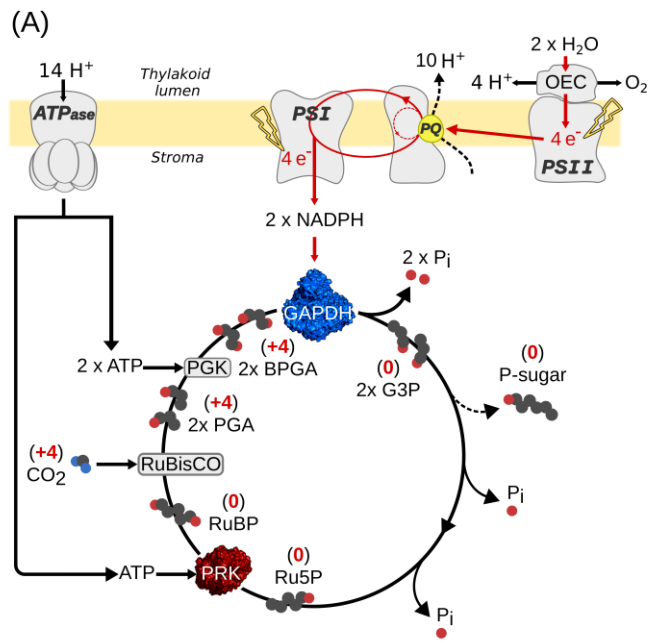 (A)
14 H⁺
Thylakoid
lumen
10 H⁺
2 x H₂O
4 H⁺
OEC
O₂
ATPase
PSI
PQ
4 e⁻
4 e⁻
PSII
Stroma
2 x NADPH
2 x Pᵢ
GAPDH
(+4)
2x BPGA
(0)
2x G3P
(0)
P-sugar
2 x ATP
PGK
(+4)
2x PGA
(+4)
CO₂
RuBisCO
Pᵢ
(0)
RuBP
ATP
PRK
(0)
Ru5P
Pᵢ